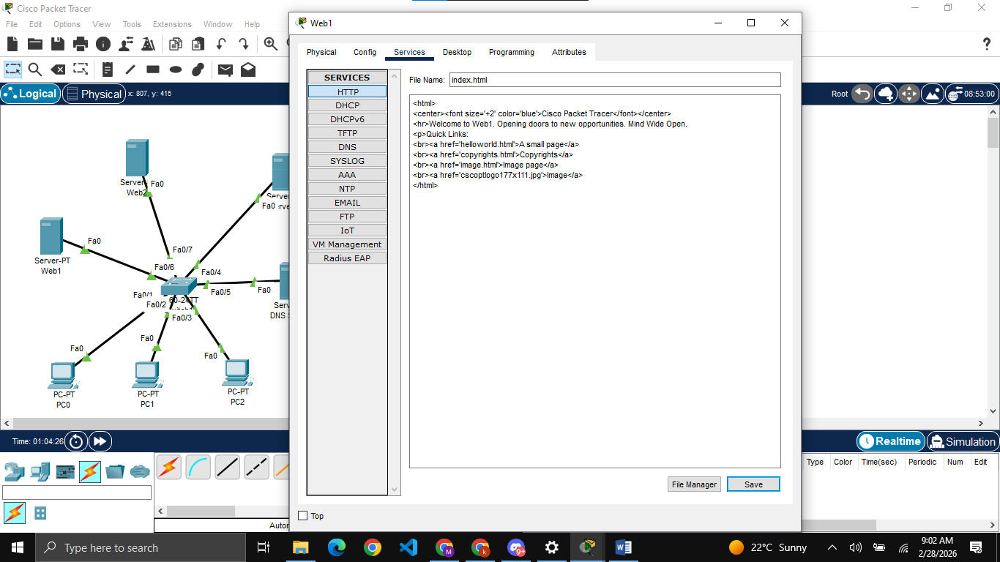 Cisco Packet Tracer
File Edit Options View Tools Extensions Window Help
Logical
Physical
x: 807, y: 415
Root
08:53:00
Server-
Web2
Fa0
Server-PT
Web1
Fa0
Fa0
Fa0/7
Fa0/6
Fa0/4
Fa0/5
Fa0
Fa0/1
Fa0/2
60-24TT
Fa0/3
DNS S
Fa0
Fa0
Fa0
PC-PT
PC0
PC-PT
PC1
PC-PT
PC2
Web1
Physical Config Services Desktop Programming Attributes
SERVICES
HTTP
DHCP
DHCPv6
TFTP
DNS
SYSLOG
AAA
NTP
EMAIL
FTP
IoT
VM Management
Radius EAP
File Name: index.html
<html>
<center><font size='+2' color='blue'>Cisco Packet Tracer</font></center>
<hr>Welcome to Web1. Opening doors to new opportunities. Mind Wide Open.
<p>Quick Links:
<br><a href='helloworld.html'>A small page</a>
<br><a href='copyrights.html'>Copyrights</a>
<br><a href='image.html'>Image page</a>
<br><a href='cscoptlogo177x111.jpg'>Image</a>
</html>
File Manager
Save
Top
Time: 01:04:26
Realtime
Simulation
Type Color Time(sec) Periodic Num Edit
Autor
Type here to search
22°C Sunny
9:02 AM
2/28/2026